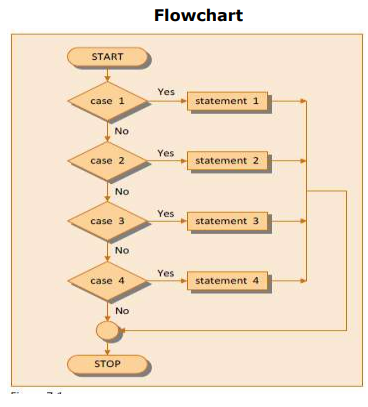 Flowchart
START
case 1
Yes
statement 1
No
case 2
Yes
statement 2
No
case 3
Yes
statement 3
No
case 4
Yes
statement 4
No
STOP